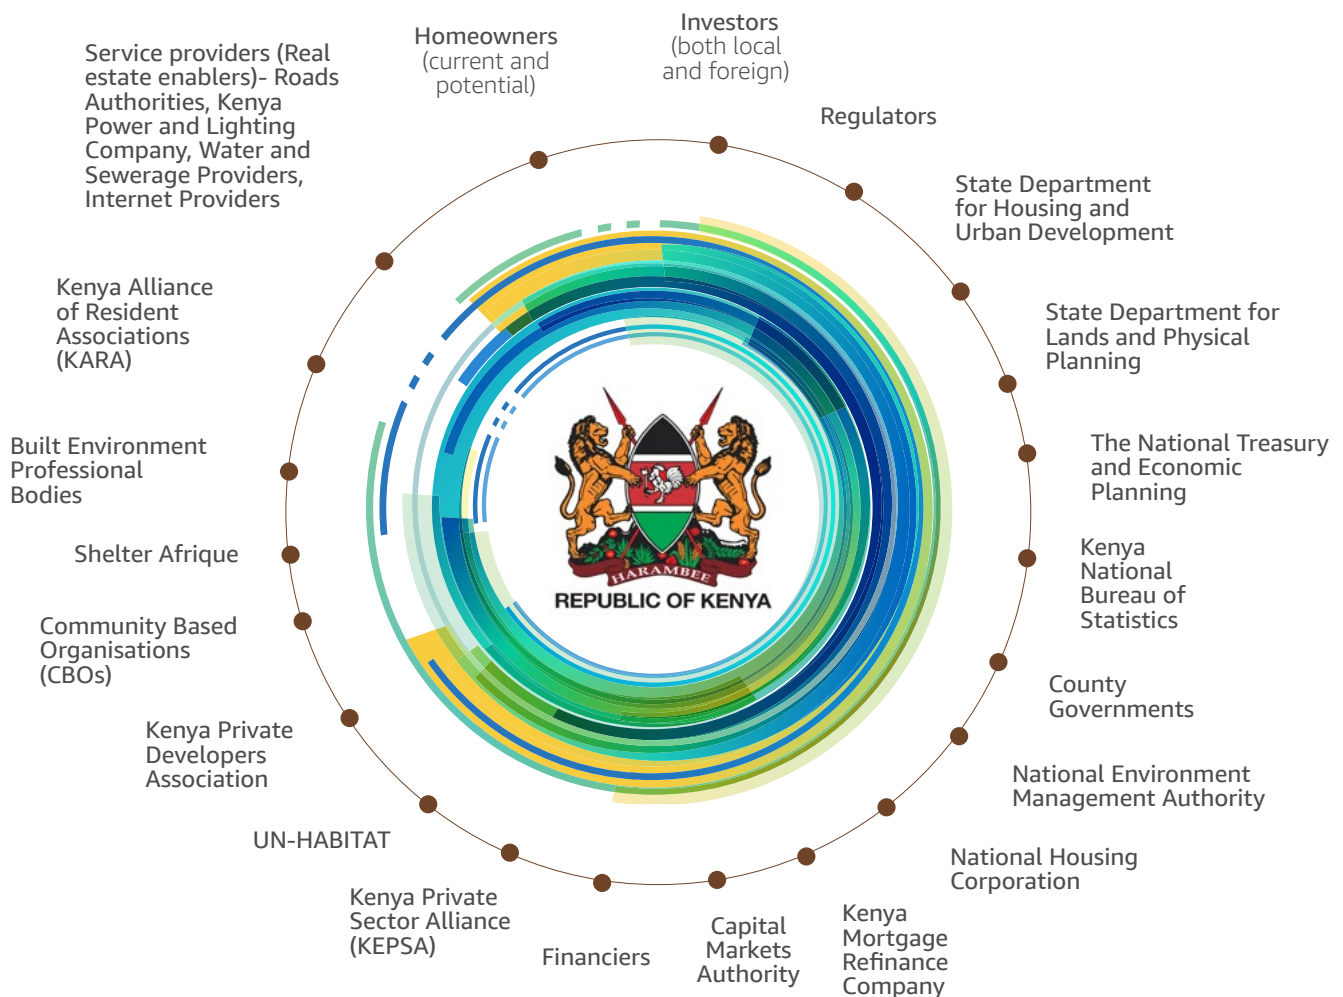 Investors
(both local
and foreign)
Regulators
State Department
for Housing and
Urban Development
State Department for
Lands and Physical
Planning
The National Treasury
and Economic
Planning
Kenya
National
Bureau of
Statistics
County
Governments
National Environment
Management Authority
National Housing
Corporation
Kenya
Mortgage
Refinance
Company
Capital
Markets
Authority
Financiers
Kenya Private
Sector Alliance
(KEPSA)
UN-HABITAT
Kenya Private
Developers
Association
Community Based
Organisations
(CBOs)
Shelter Afrique
Built Environment
Professional
Bodies
Kenya Alliance
of Resident
Associations
(KARA)
Service providers (Real
estate enablers)- Roads
Authorities, Kenya
Power and Lighting
Company, Water and
Sewerage Providers,
Internet Providers
Homeowners
(current and
potential)
HARAMBEE
REPUBLIC OF KENYA